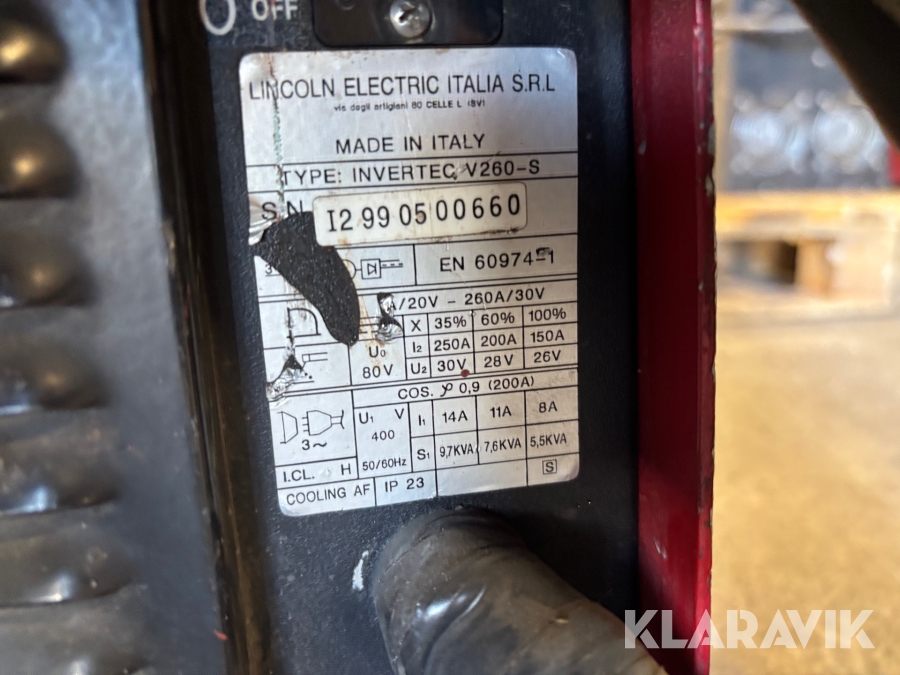 OFF
LINCOLN ELECTRIC ITALIA S.R.L
via degli artigiani 80 CELLE L (SV)
MADE IN ITALY
TYPE: INVERTEC V260-S
S.N. I2 99 05 00660
3 EN 60974-1
A/20V - 260A/30V
X 35% 60% 100%
I2 250A 200A 150A
U0 80V U2 30V 28V 26V
COS. φ 0,9 (200A)
U1 V 400 I1 14A 11A 8A
3~ 50/60Hz S1 9,7KVA 7,6KVA 5,5KVA
I.CL. H S
COOLING AF IP 23
KLARAVIK